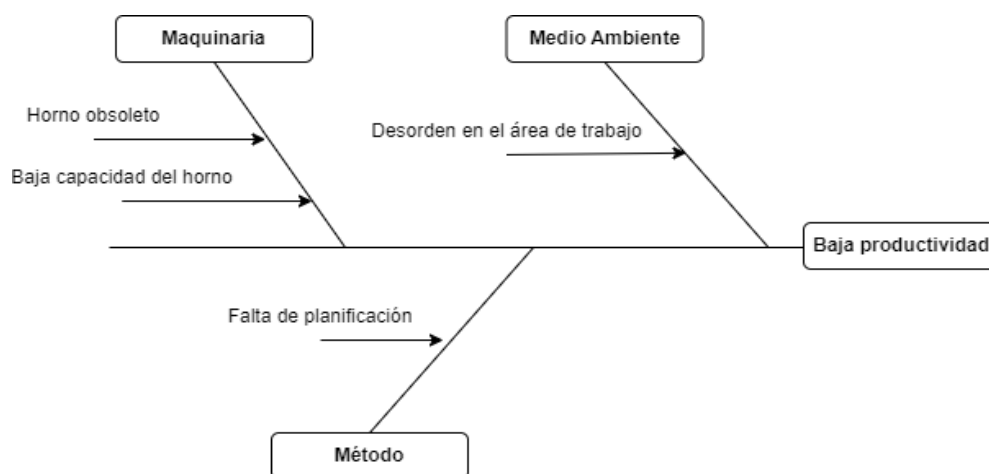 Maquinaria
Medio Ambiente
Horno obsoleto
Desorden en el área de trabajo
Baja capacidad del horno
Baja productividad
Falta de planificación
Método